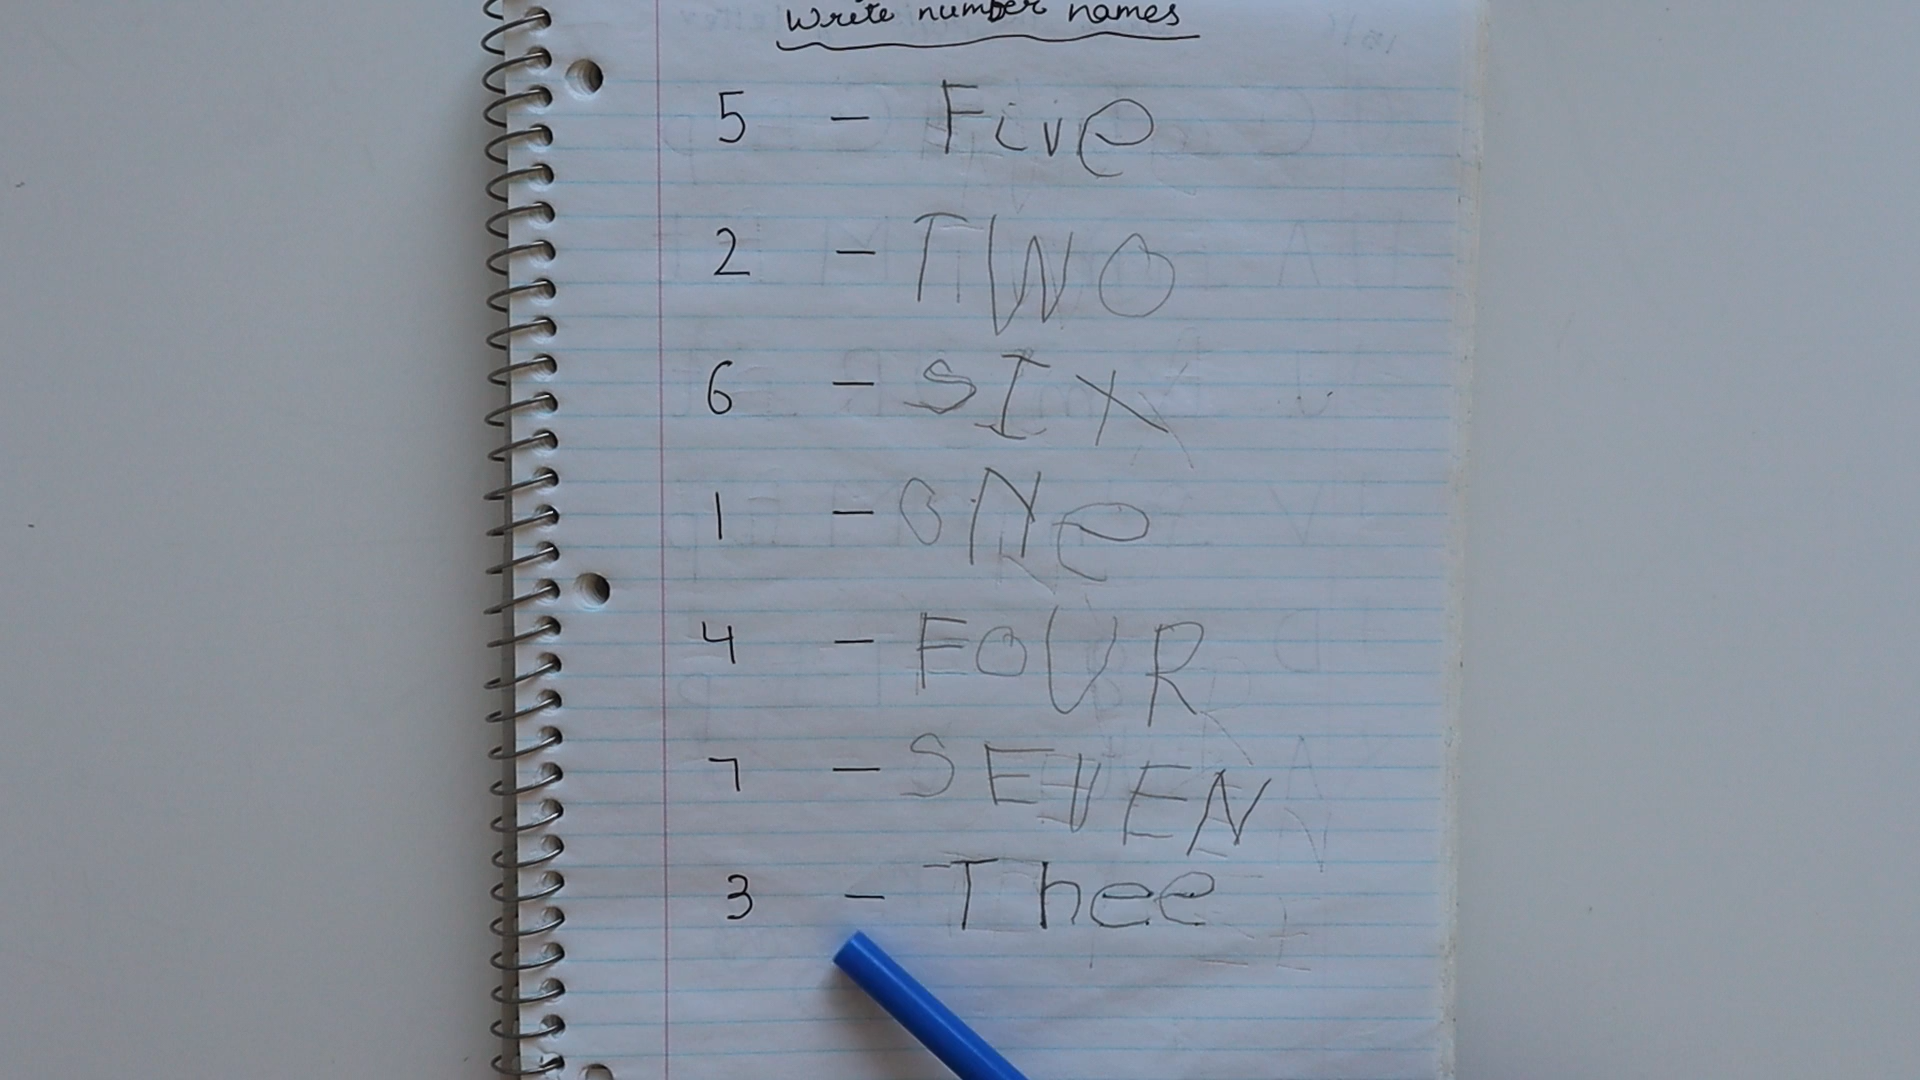 Write number names
5 - Five
2 - TWO
6 - SIX
1 - ONe
4 - FOUR
7 - SEVEN
3 - Thee